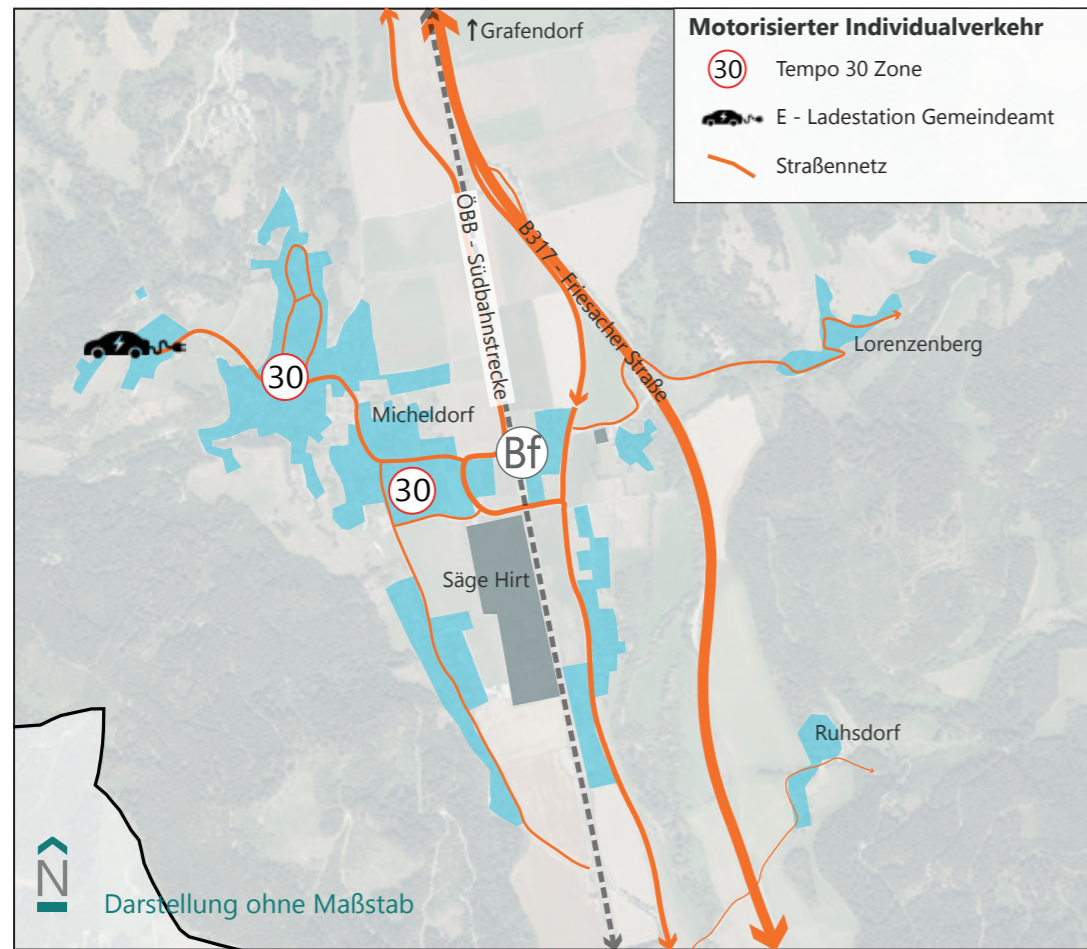 ↑Grafendorf
Motorisierter Individualverkehr
30 Tempo 30 Zone
E - Ladestation Gemeindeamt
Straßennetz
ÖBB - Südbahnstrecke
B317 - Friesacher Straße
Lorenzenberg
30
Micheldorf
Bf
30
Säge Hirt
Ruhsdorf
N
Darstellung ohne Maßstab